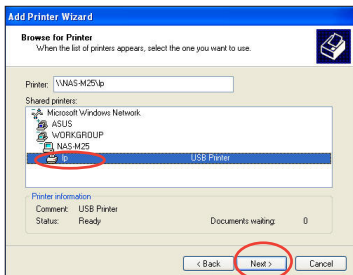 Add Printer Wizard
Browse for Printer
When the list of printers appears, select the one you want to use.
Printer: \\NAS-M25\lp
Shared printers:
Microsoft Windows Network
ASUS
WORKGROUP
NAS-M25
lp USB Printer
Printer information
Comment: USB Printer
Status: Ready Documents waiting: 0
< Back Next > Cancel